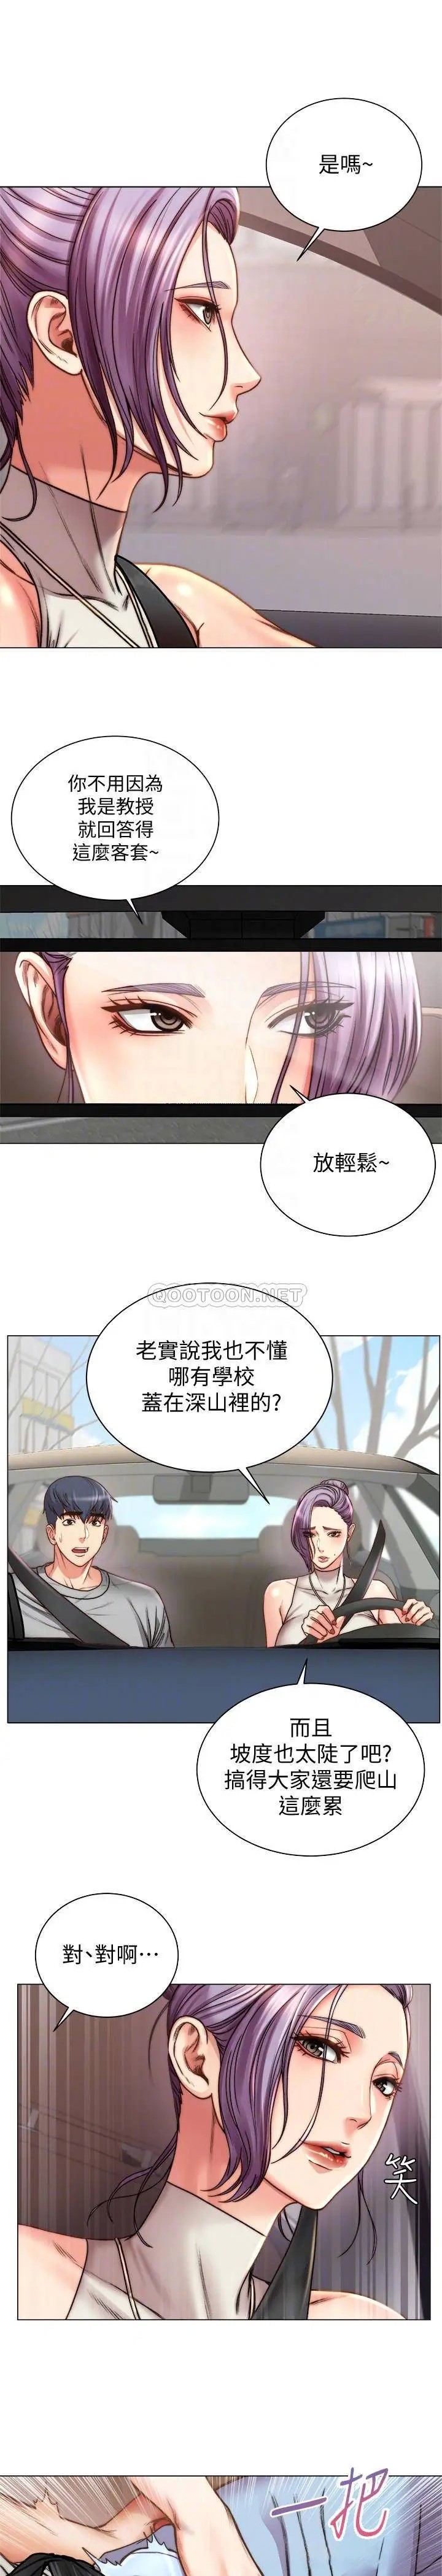 是嗎~
你不用因為
我是教授
就回答得
這麼客套~
放輕鬆~
QOOTOON.NET
老實說我也不懂
哪有學校
蓋在深山裡的?
而且
坡度也太陡了吧?
搞得大家還要爬山
這麼累
對、對啊⋯
笑
一把